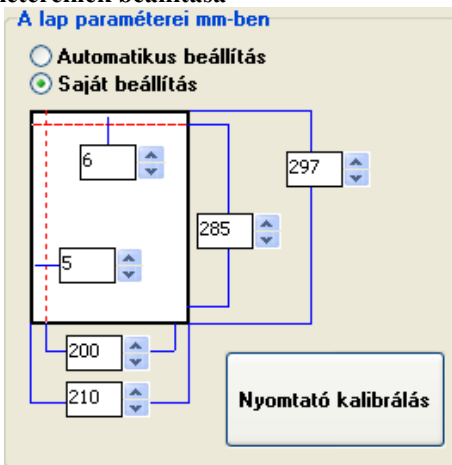 A lap paraméterei mm-ben
Automatikus beállítás
Saját beállítás
6
297
285
5
200
210
Nyomtató kalibrálás